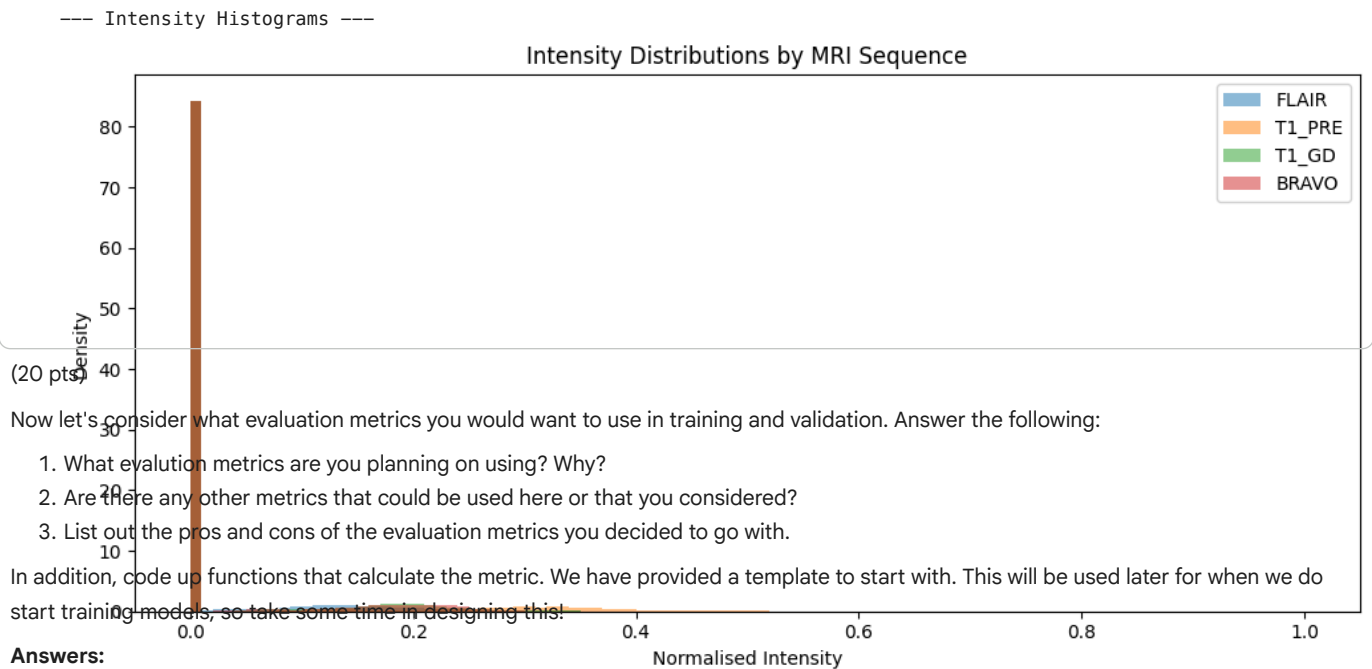 --- Intensity Histograms ---
Intensity Distributions by MRI Sequence
FLAIR
T1_PRE
T1_GD
BRAVO
80
70
60
50
40
30
20
10
0
Density
0.0 0.2 0.4 0.6 0.8 1.0
Normalised Intensity
(20 pts)
Now let's consider what evaluation metrics you would want to use in training and validation. Answer the following:
1. What evalution metrics are you planning on using? Why?
2. Are there any other metrics that could be used here or that you considered?
3. List out the pros and cons of the evaluation metrics you decided to go with.
In addition, code up functions that calculate the metric. We have provided a template to start with. This will be used later for when we do
start training models, so take some time in designing this!
Answers: